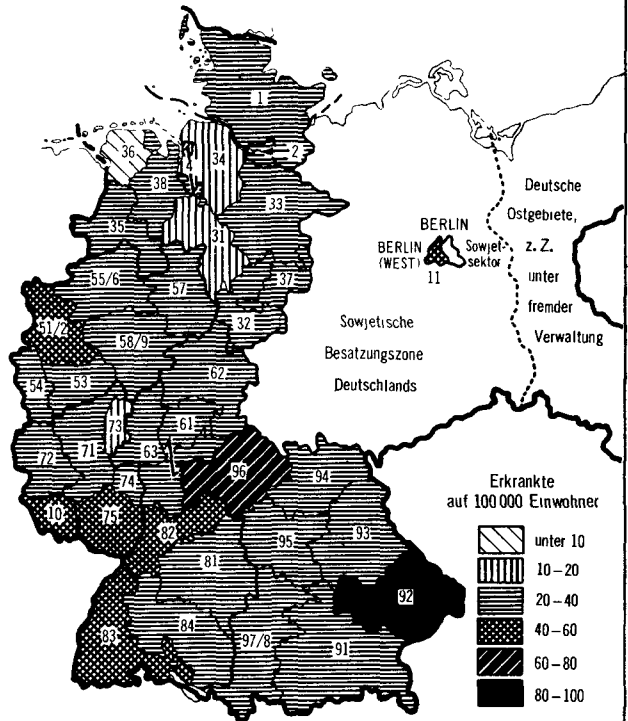 1
36
4
34
2
38
33
35
31
37
55/6
57
51/2
32
58/9
62
54
53
73
61
72
71
63
74
96
94
10
75
82
95
93
81
92
83
84
97/8
91
BERLIN
BERLIN
(WEST)
11
Sowjet-
sektor
Deutsche
Ostgebiete,
z. Z.
unter
fremder
Verwaltung
Sowjetische
Besatzungszone
Deutschlands
Erkrankte
auf 100 000 Einwohner
unter 10
10–20
20–40
40–60
60–80
80–100